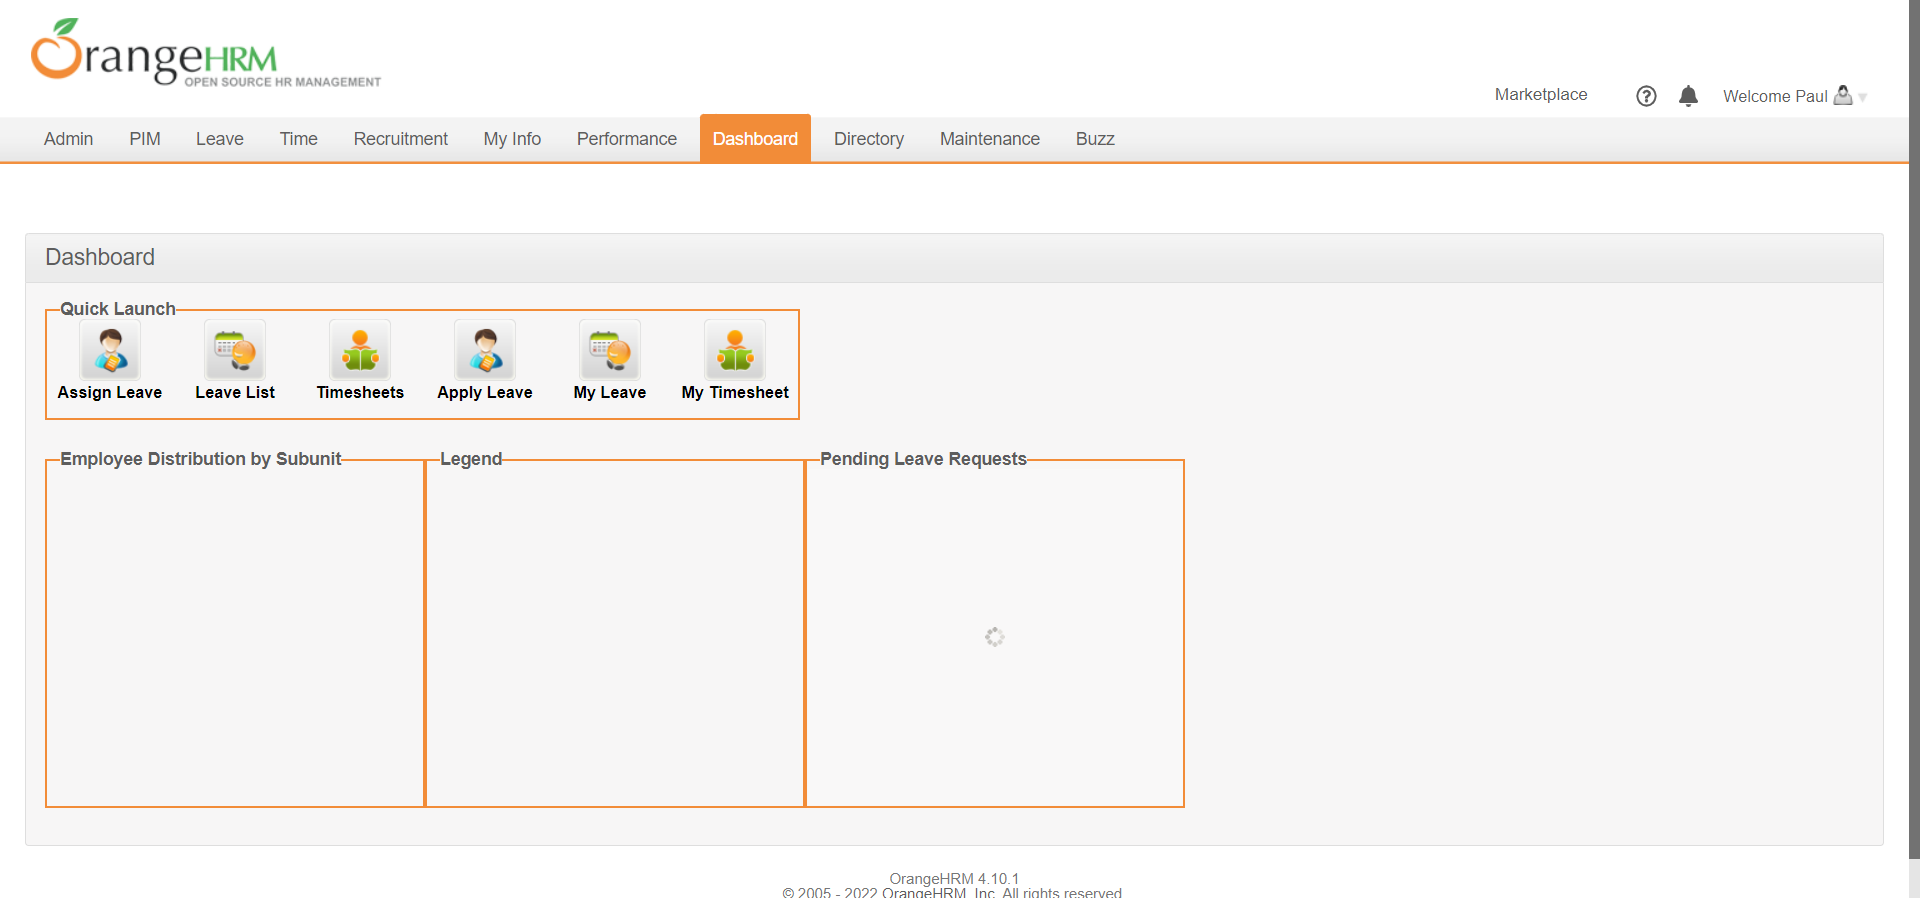 OrangeHRM
OPEN SOURCE HR MANAGEMENT
Marketplace
Welcome Paul
Admin PIM Leave Time Recruitment My Info Performance Dashboard Directory Maintenance Buzz
Dashboard
Quick Launch
Assign Leave Leave List Timesheets Apply Leave My Leave My Timesheet
Employee Distribution by Subunit Legend Pending Leave Requests
OrangeHRM 4.10.1
© 2005 - 2022 OrangeHRM, Inc. All rights reserved